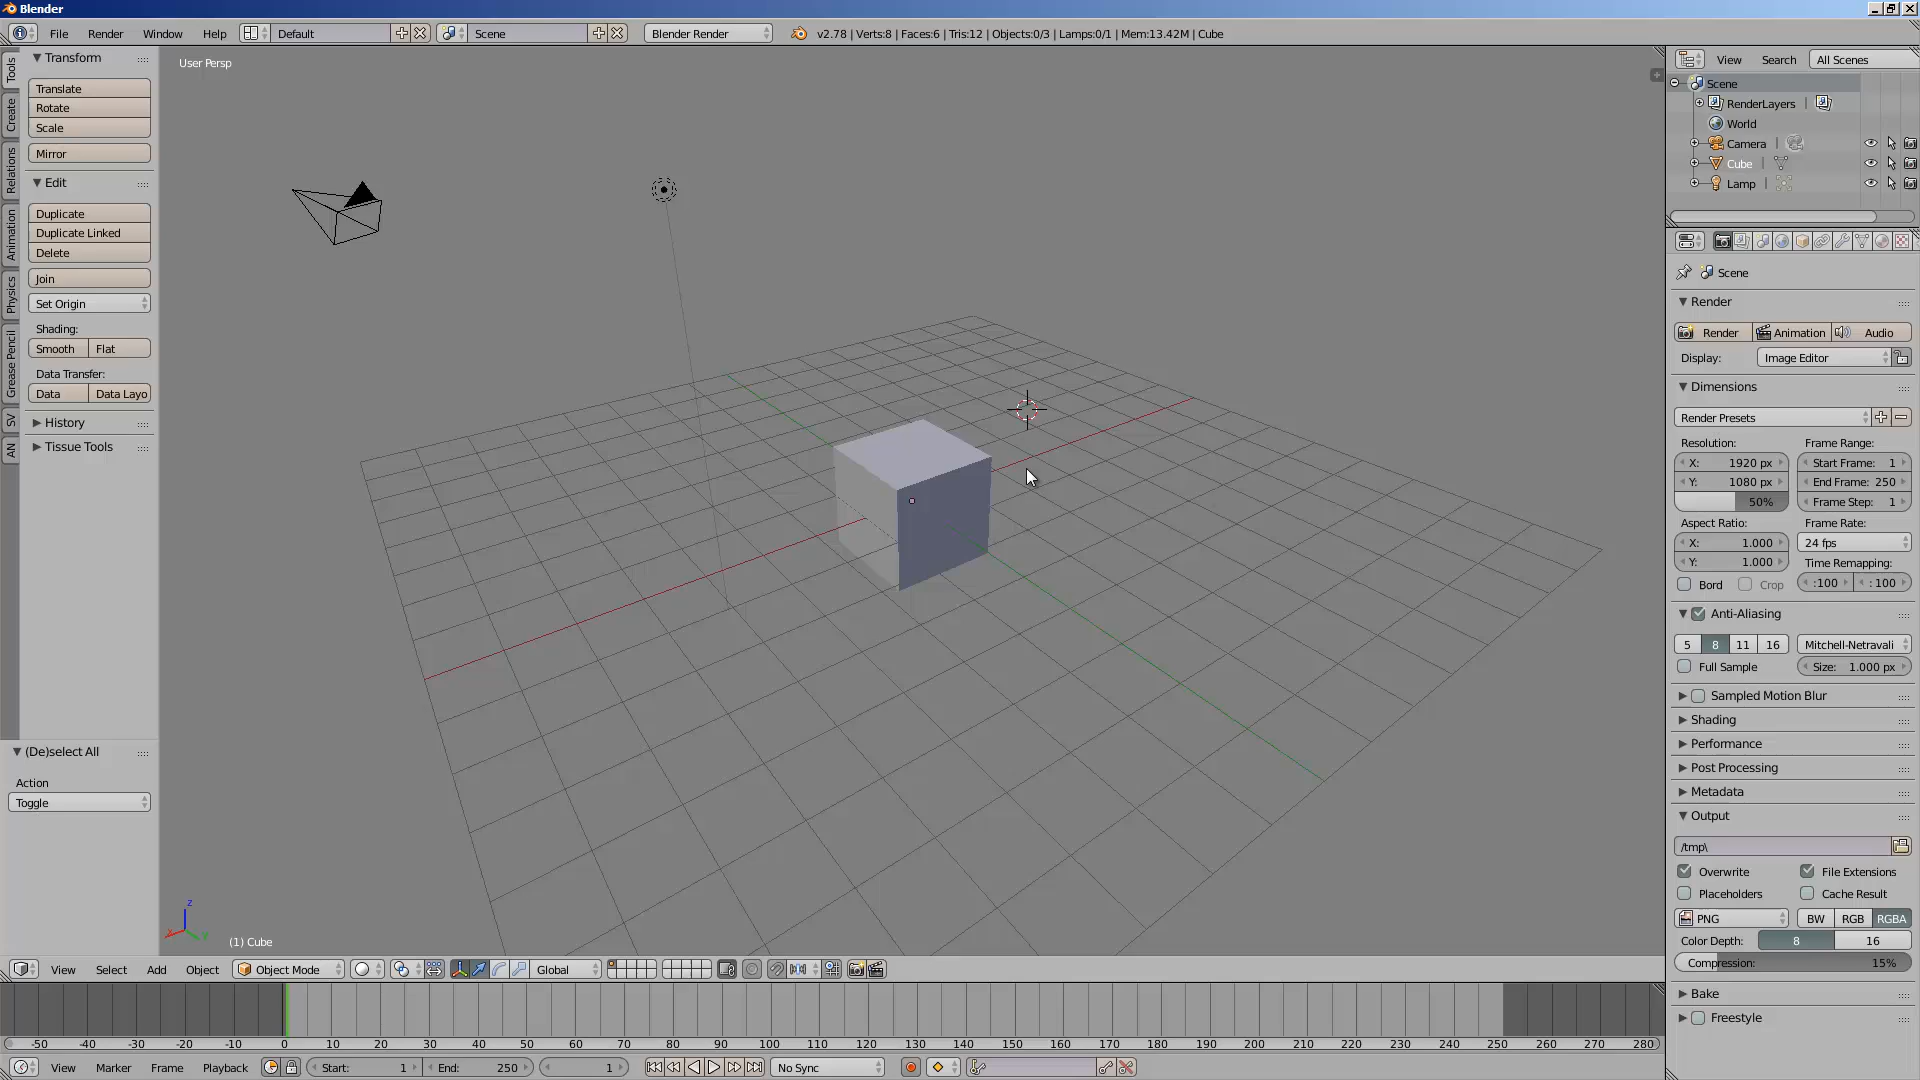 Blender
File Render Window Help Default Scene Blender Render v2.78 | Verts:8 | Faces:6 | Tris:12 | Objects:0/3 | Lamps:0/1 | Mem:13.42M | Cube
Tools
Create
Relations
Animation
Physics
Grease Pencil
SV
AN
Transform
Translate
Rotate
Scale
Mirror
Edit
Duplicate
Duplicate Linked
Delete
Join
Set Origin
Shading:
Smooth Flat
Data Transfer:
Data Data Layo
History
Tissue Tools
(De)select All
Action
Toggle
User Persp
z
x
y
(1) Cube
View Select Add Object Object Mode Global
-50 -40 -30 -20 -10 0 10 20 30 40 50 60 70 80 90 100 110 120 130 140 150 160 170 180 190 200 210 220 230 240 250 260 270 280
View Marker Frame Playback Start: 1 End: 250 1 No Sync
View Search All Scenes
Scene
RenderLayers |
World
Camera |
Cube |
Lamp |
Scene
Render
Render Animation Audio
Display: Image Editor
Dimensions
Render Presets
Resolution: Frame Range:
X: 1920 px Start Frame: 1
Y: 1080 px End Frame: 250
50% Frame Step: 1
Aspect Ratio: Frame Rate:
X: 1.000 24 fps
Y: 1.000 Time Remapping:
Bord Crop :100 : 100
Anti-Aliasing
5 8 11 16 Mitchell-Netravali
Full Sample Size: 1.000 px
Sampled Motion Blur
Shading
Performance
Post Processing
Metadata
Output
/tmp\
Overwrite File Extensions
Placeholders Cache Result
PNG BW RGB RGBA
Color Depth: 8 16
Compression: 15%
Bake
Freestyle